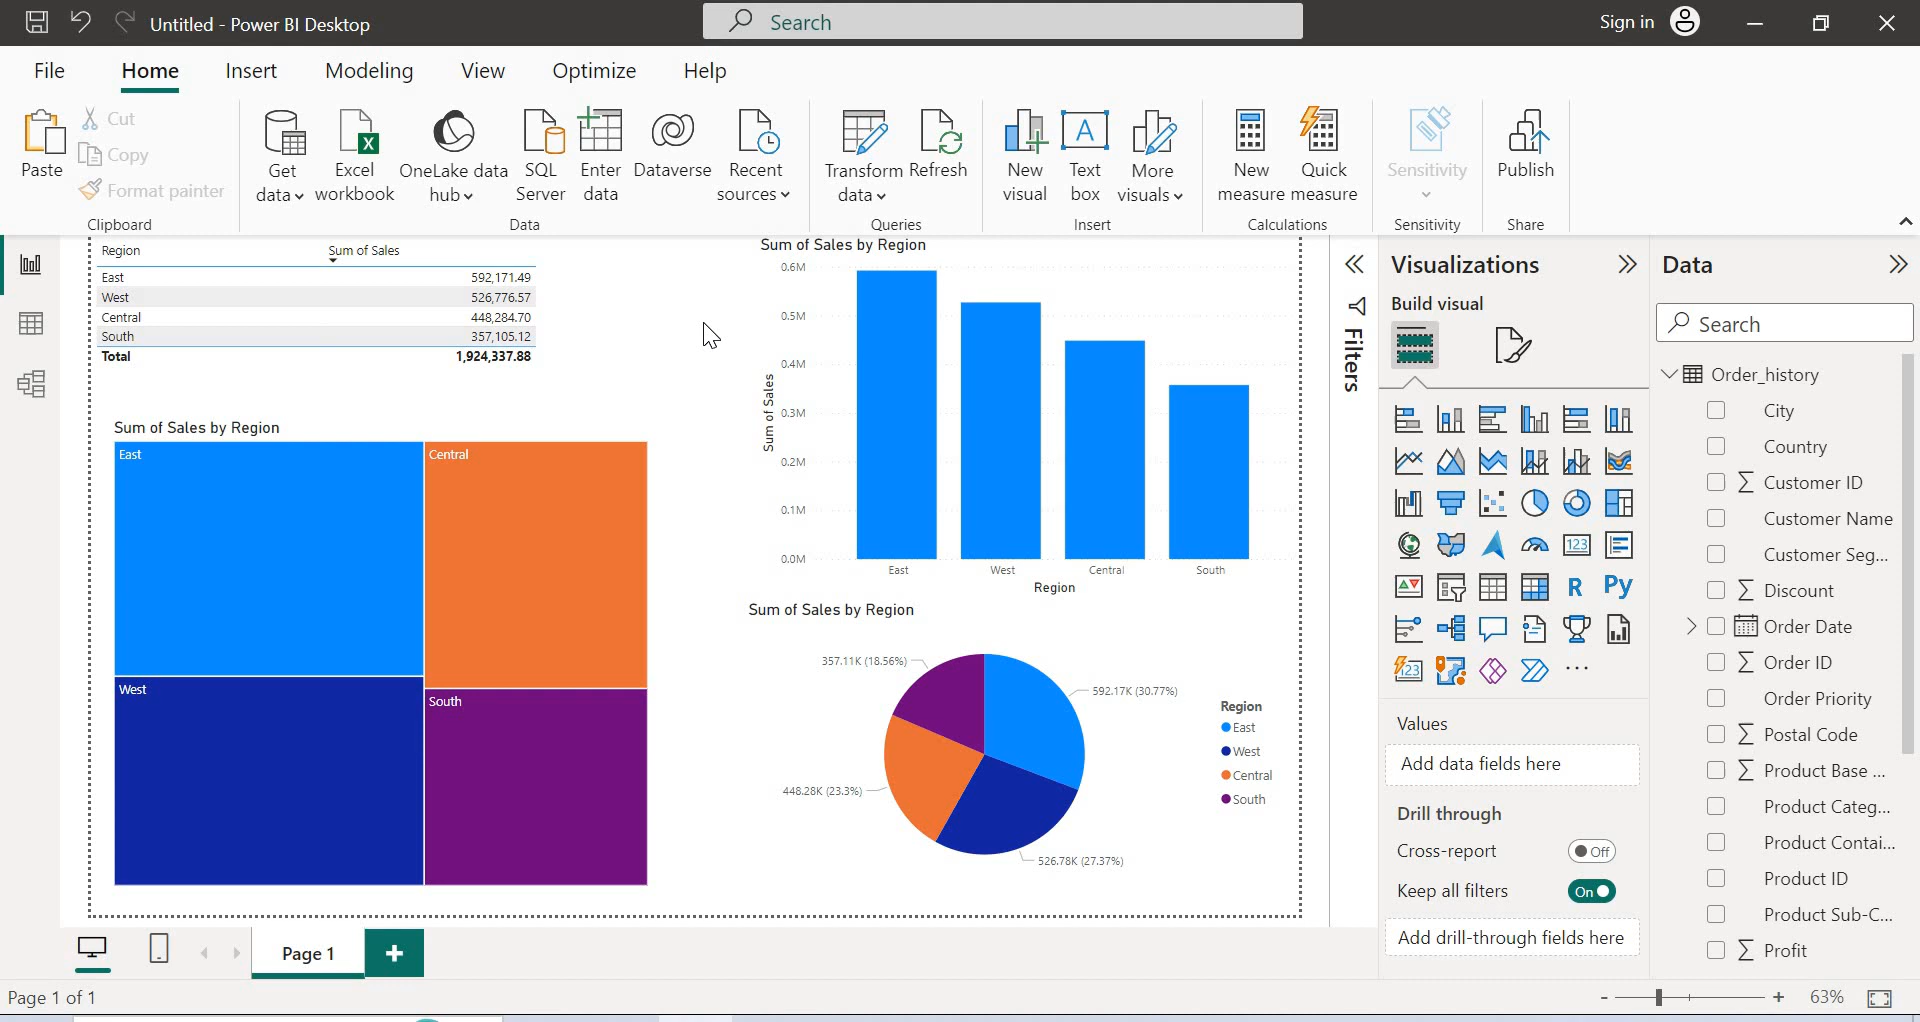 Untitled - Power BI Desktop
Search
Sign in
File Home Insert Modeling View Optimize Help
Paste
Cut
Copy
Format painter
Clipboard
Get data
Excel workbook
OneLake data hub
SQL Server
Enter data
Dataverse
Recent sources
Data
Transform data
Refresh
Queries
New visual
A
Text box
More visuals
Insert
New measure
Quick measure
Calculations
Sensitivity
Sensitivity
Publish
Share
Region Sum of Sales
East 592,171.49
West 526,776.57
Central 448,284.70
South 357,105.12
Total 1,924,337.88
Sum of Sales by Region
East
Central
West
South
Sum of Sales by Region
0.6M
0.5M
0.4M
0.3M
0.2M
0.1M
0.0M
Sum of Sales
East West Central South
Region
Sum of Sales by Region
357.11K (18.56%)
592.17K (30.77%)
448.28K (23.3%)
526.78K (27.37%)
Region
East
West
Central
South
Filters
Visualizations
Build visual
123
R
Py
123
Values
Add data fields here
Drill through
Cross-report Off
Keep all filters On
Add drill-through fields here
Data
Search
Order_history
City
Country
Customer ID
Customer Name
Customer Seg...
Discount
Order Date
Order ID
Order Priority
Postal Code
Product Base ...
Product Categ...
Product Contai...
Product ID
Product Sub-C...
Profit
Page 1
Page 1 of 1
63%